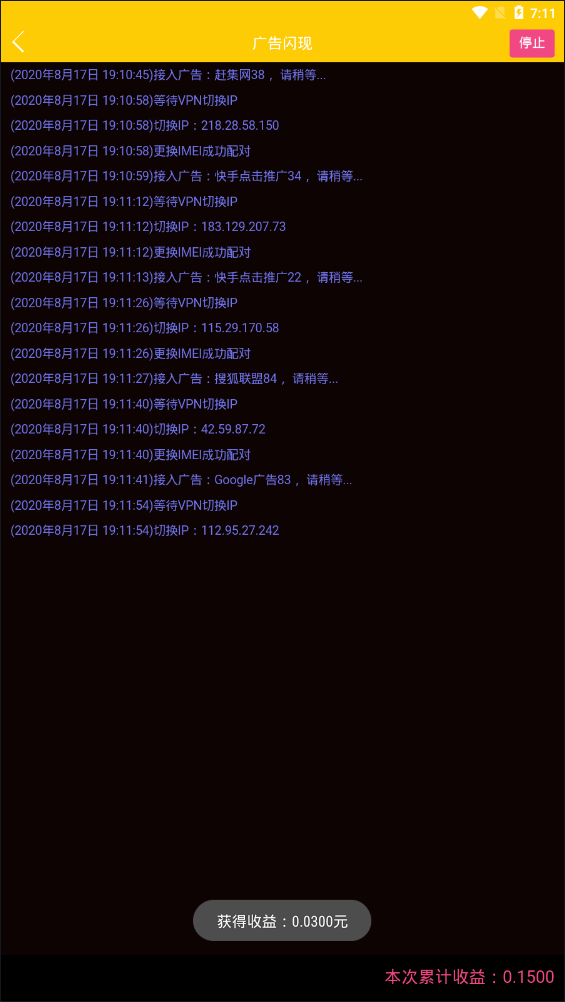 7:11
广告闪现
停止
(2020年8月17日 19:10:45)接入广告：赶集网38 ，请稍等...
(2020年8月17日 19:10:58)等待VPN切换IP
(2020年8月17日 19:10:58)切换IP：218.28.58.150
(2020年8月17日 19:10:58)更换IMEI成功配对
(2020年8月17日 19:10:59)接入广告：快手点击推广34 ，请稍等...
(2020年8月17日 19:11:12)等待VPN切换IP
(2020年8月17日 19:11:12)切换IP：183.129.207.73
(2020年8月17日 19:11:12)更换IMEI成功配对
(2020年8月17日 19:11:13)接入广告：快手点击推广22 ，请稍等...
(2020年8月17日 19:11:26)等待VPN切换IP
(2020年8月17日 19:11:26)切换IP：115.29.170.58
(2020年8月17日 19:11:26)更换IMEI成功配对
(2020年8月17日 19:11:27)接入广告：搜狐联盟84 ，请稍等...
(2020年8月17日 19:11:40)等待VPN切换IP
(2020年8月17日 19:11:40)切换IP：42.59.87.72
(2020年8月17日 19:11:40)更换IMEI成功配对
(2020年8月17日 19:11:41)接入广告：Google广告83 ，请稍等...
(2020年8月17日 19:11:54)等待VPN切换IP
(2020年8月17日 19:11:54)切换IP：112.95.27.242
获得收益：0.0300元
本次累计收益：0.1500